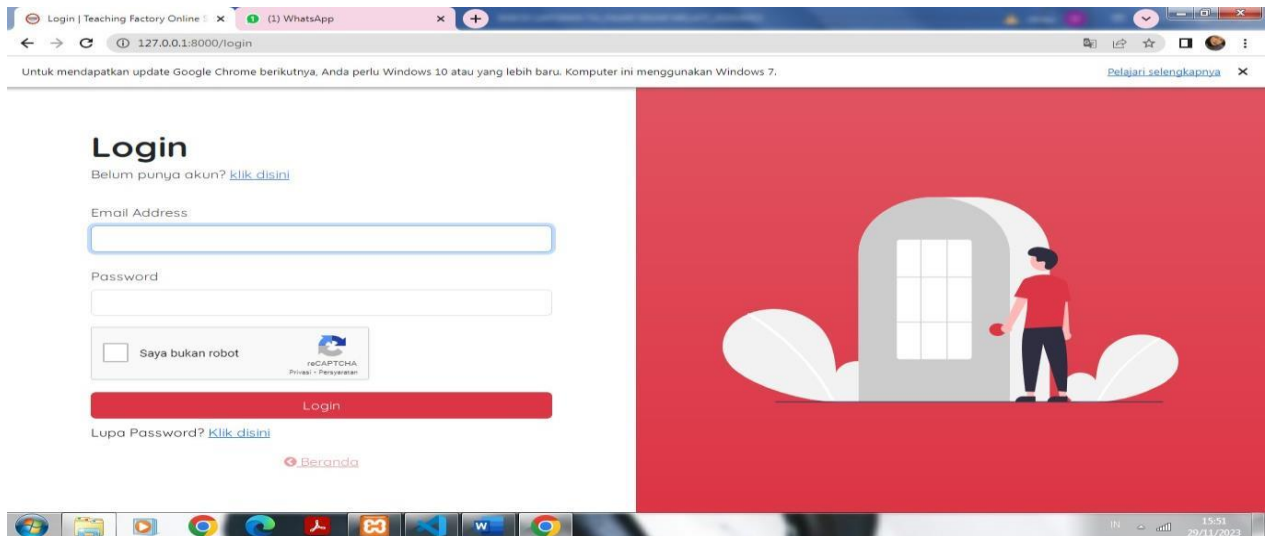 Login | Teaching Factory Online S
(1) WhatsApp
127.0.0.1:8000/login
Untuk mendapatkan update Google Chrome berikutnya, Anda perlu Windows 10 atau yang lebih baru. Komputer ini menggunakan Windows 7.
Pelajari selengkapnya
Login
Belum punya akun? klik disini
Email Address
Password
Saya bukan robot
reCAPTCHA
Privasi - Persyaratan
Login
Lupa Password? Klik disini
Beranda
IN
15:51
29/11/2023